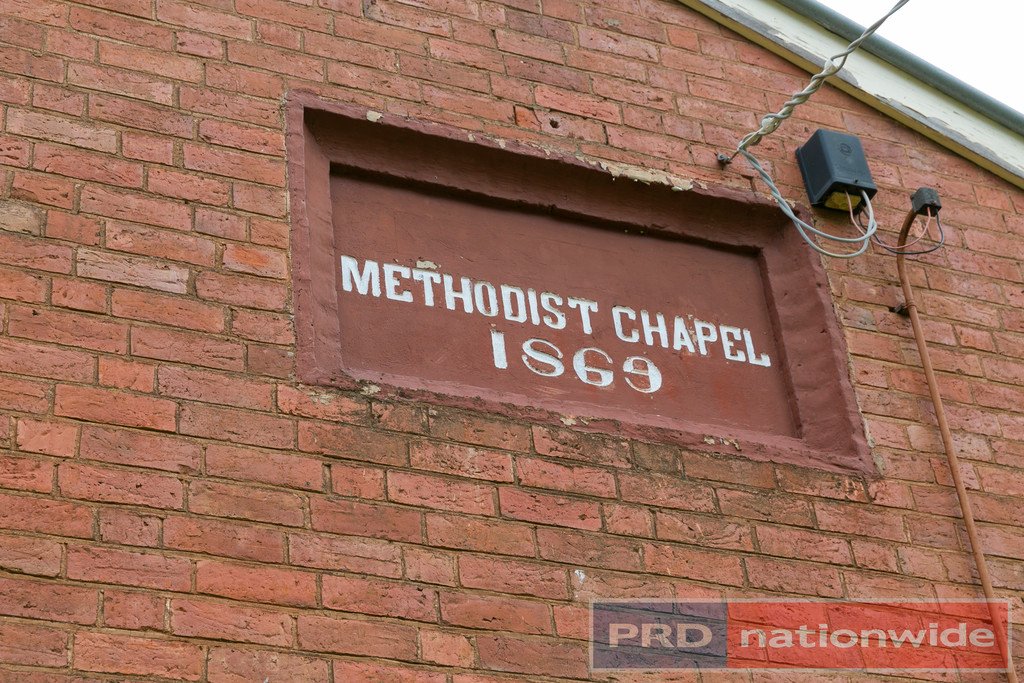 METHODIST CHAPEL
1869
PRD nationwide